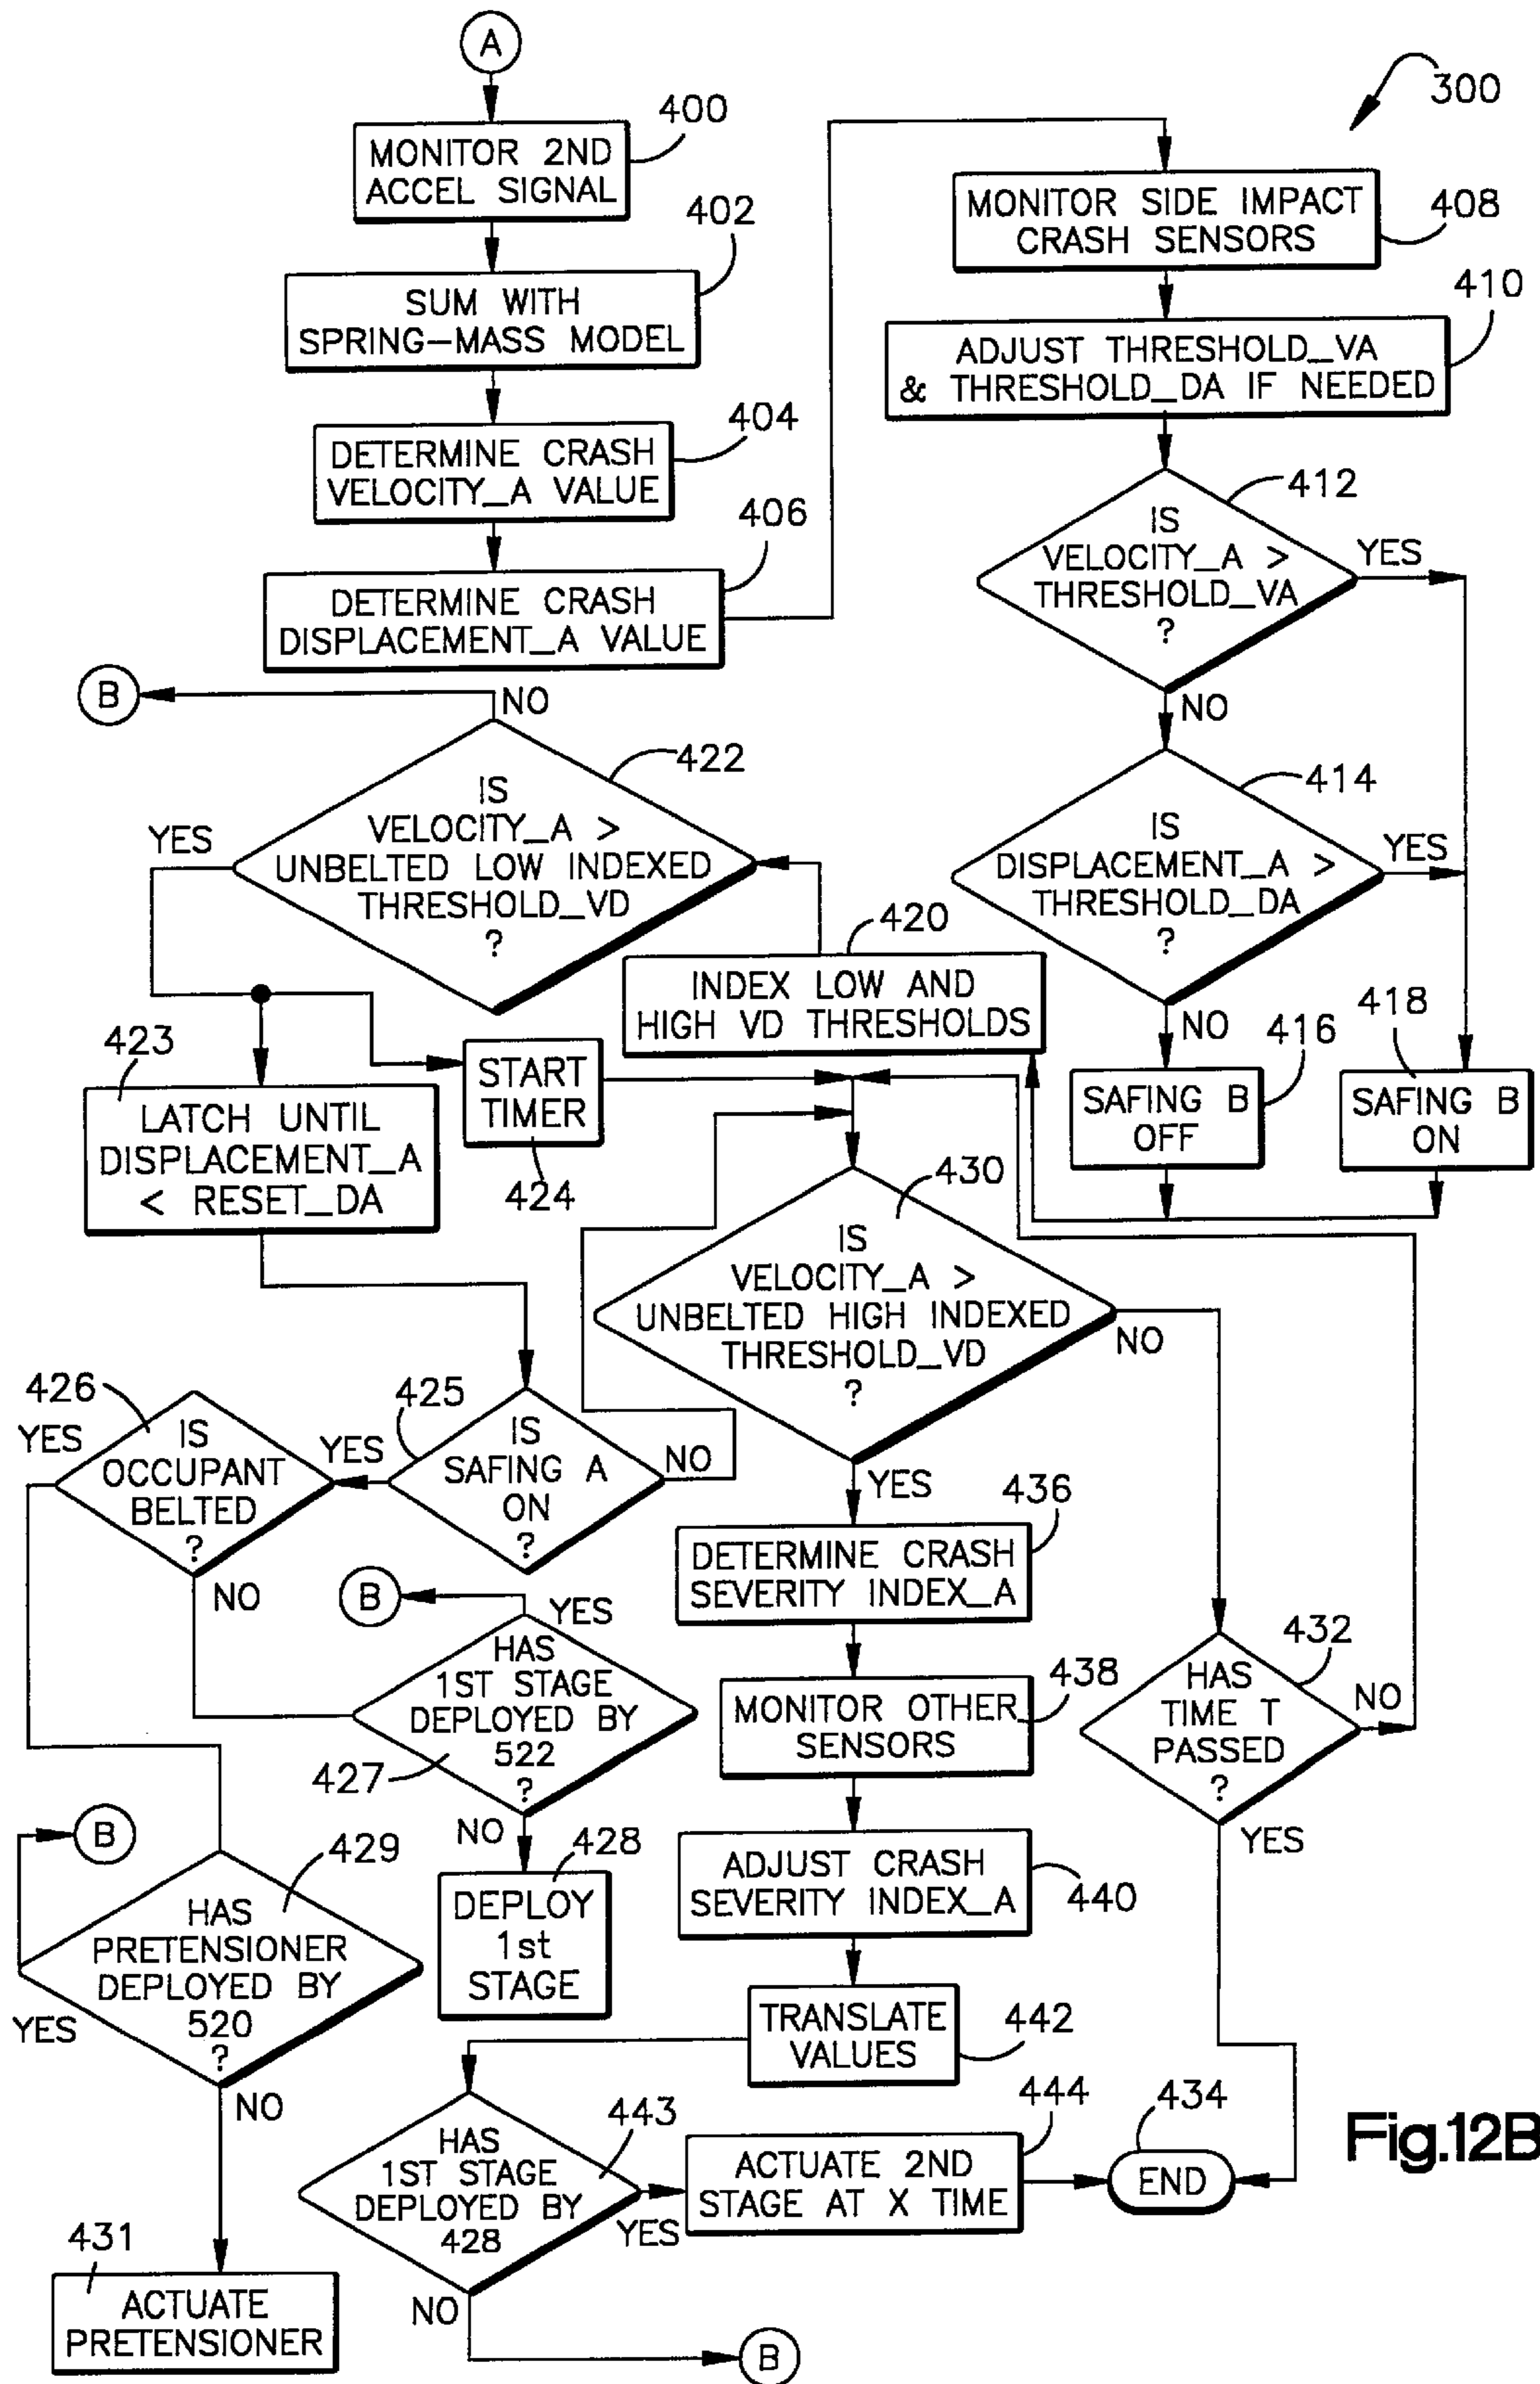 A
300
400
MONITOR 2ND
ACCEL SIGNAL
402
SUM WITH
SPRING-MASS MODEL
404
DETERMINE CRASH
VELOCITY_A VALUE
406
DETERMINE CRASH
DISPLACEMENT_A VALUE
MONITOR SIDE IMPACT
CRASH SENSORS
408
410
ADJUST THRESHOLD_VA
& THRESHOLD_DA IF NEEDED
412
IS
VELOCITY_A >
THRESHOLD_VA
?
YES
NO
414
IS
DISPLACEMENT_A >
THRESHOLD_DA
?
YES
NO
416
SAFING B
OFF
418
SAFING B
ON
420
INDEX LOW AND
HIGH VD THRESHOLDS
B
NO
422
IS
VELOCITY_A >
UNBELTED LOW INDEXED
THRESHOLD_VD
?
YES
423
LATCH UNTIL
DISPLACEMENT_A
< RESET_DA
START
TIMER
424
430
IS
VELOCITY_A >
UNBELTED HIGH INDEXED
THRESHOLD_VD
?
NO
YES
425
IS
SAFING A
ON
?
NO
YES
426
IS
OCCUPANT
BELTED
?
YES
NO
B
YES
HAS
1ST STAGE
DEPLOYED BY
522
?
427
NO
428
DEPLOY
1st
STAGE
B
429
HAS
PRETENSIONER
DEPLOYED BY
520
?
YES
NO
431
ACTUATE
PRETENSIONER
436
DETERMINE CRASH
SEVERITY INDEX_A
438
MONITOR OTHER
SENSORS
ADJUST CRASH
SEVERITY INDEX_A
440
TRANSLATE
VALUES
442
432
HAS
TIME T
PASSED
?
NO
YES
443
HAS
1ST STAGE
DEPLOYED BY
428
YES
NO
B
444
ACTUATE 2ND
STAGE AT X TIME
434
END
Fig.12B